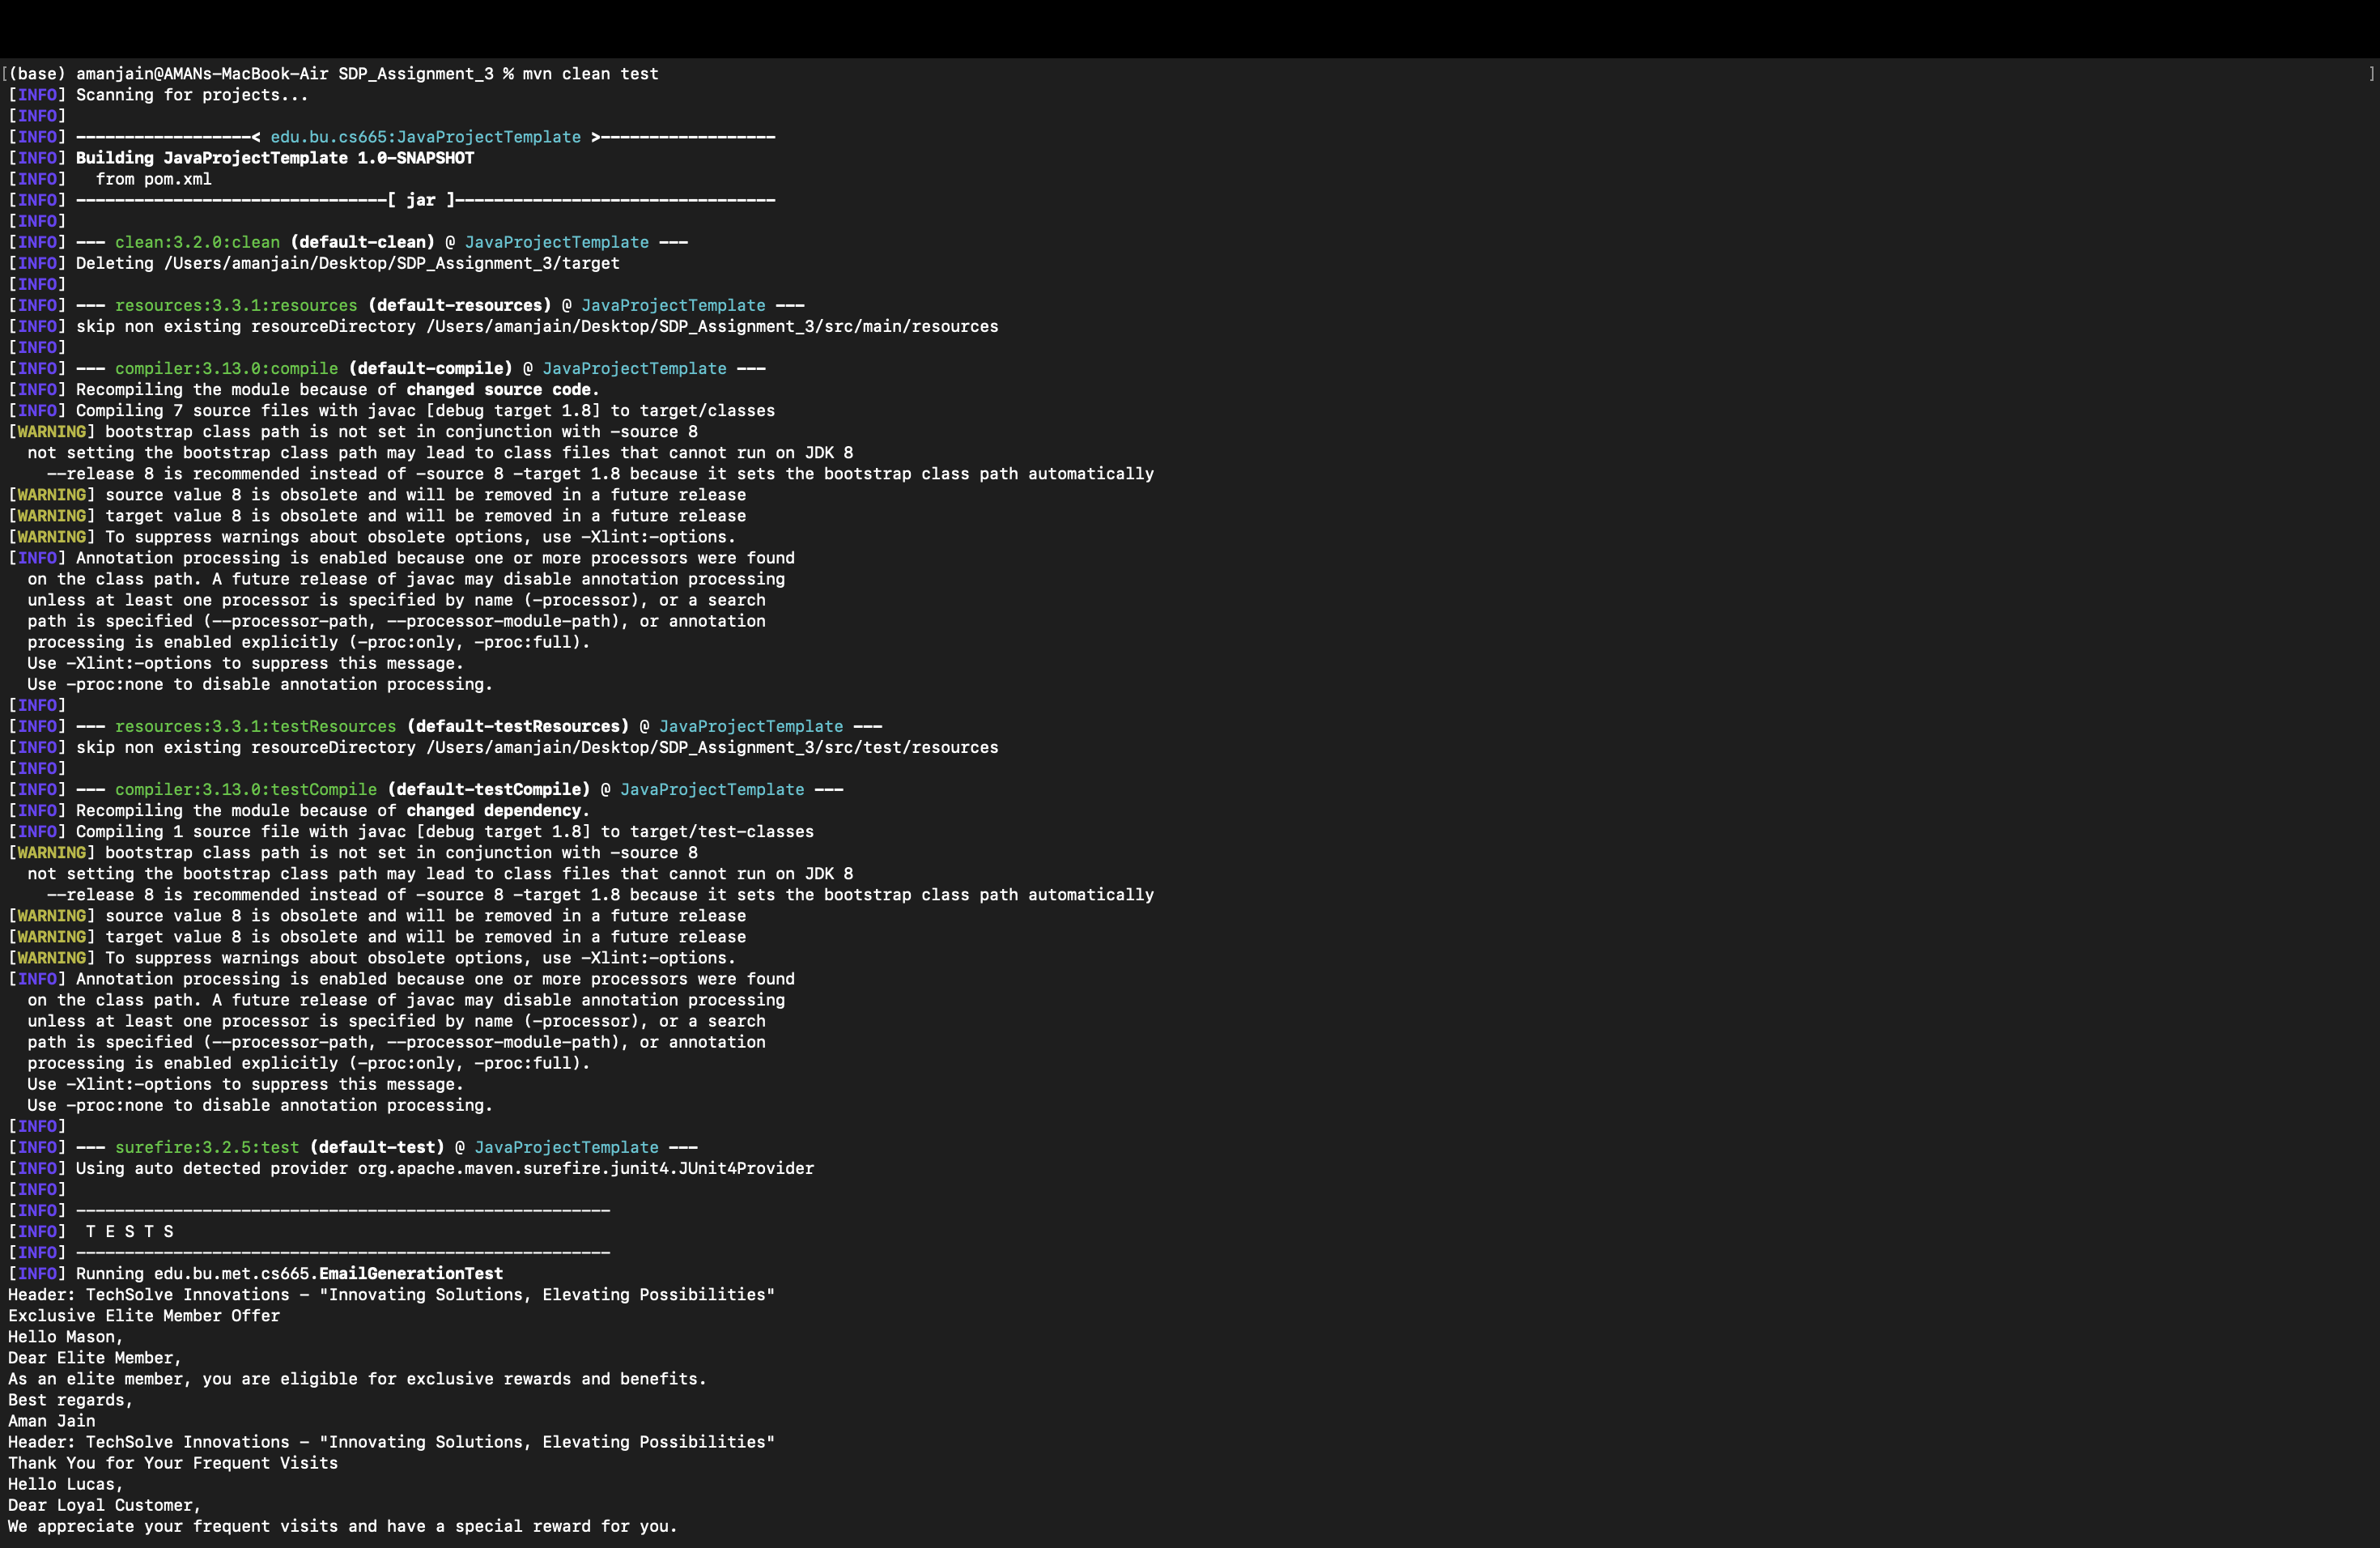 [(base) amanjain@AMANs-MacBook-Air SDP_Assignment_3 % mvn clean test ]
[INFO] Scanning for projects...
[INFO]
[INFO] ------------------< edu.bu.cs665:JavaProjectTemplate >------------------
[INFO] Building JavaProjectTemplate 1.0-SNAPSHOT
[INFO]   from pom.xml
[INFO] --------------------------------[ jar ]---------------------------------
[INFO]
[INFO] --- clean:3.2.0:clean (default-clean) @ JavaProjectTemplate ---
[INFO] Deleting /Users/amanjain/Desktop/SDP_Assignment_3/target
[INFO]
[INFO] --- resources:3.3.1:resources (default-resources) @ JavaProjectTemplate ---
[INFO] skip non existing resourceDirectory /Users/amanjain/Desktop/SDP_Assignment_3/src/main/resources
[INFO]
[INFO] --- compiler:3.13.0:compile (default-compile) @ JavaProjectTemplate ---
[INFO] Recompiling the module because of changed source code.
[INFO] Compiling 7 source files with javac [debug target 1.8] to target/classes
[WARNING] bootstrap class path is not set in conjunction with -source 8
  not setting the bootstrap class path may lead to class files that cannot run on JDK 8
    --release 8 is recommended instead of -source 8 -target 1.8 because it sets the bootstrap class path automatically
[WARNING] source value 8 is obsolete and will be removed in a future release
[WARNING] target value 8 is obsolete and will be removed in a future release
[WARNING] To suppress warnings about obsolete options, use -Xlint:-options.
[INFO] Annotation processing is enabled because one or more processors were found
  on the class path. A future release of javac may disable annotation processing
  unless at least one processor is specified by name (-processor), or a search
  path is specified (--processor-path, --processor-module-path), or annotation
  processing is enabled explicitly (-proc:only, -proc:full).
  Use -Xlint:-options to suppress this message.
  Use -proc:none to disable annotation processing.
[INFO]
[INFO] --- resources:3.3.1:testResources (default-testResources) @ JavaProjectTemplate ---
[INFO] skip non existing resourceDirectory /Users/amanjain/Desktop/SDP_Assignment_3/src/test/resources
[INFO]
[INFO] --- compiler:3.13.0:testCompile (default-testCompile) @ JavaProjectTemplate ---
[INFO] Recompiling the module because of changed dependency.
[INFO] Compiling 1 source file with javac [debug target 1.8] to target/test-classes
[WARNING] bootstrap class path is not set in conjunction with -source 8
  not setting the bootstrap class path may lead to class files that cannot run on JDK 8
    --release 8 is recommended instead of -source 8 -target 1.8 because it sets the bootstrap class path automatically
[WARNING] source value 8 is obsolete and will be removed in a future release
[WARNING] target value 8 is obsolete and will be removed in a future release
[WARNING] To suppress warnings about obsolete options, use -Xlint:-options.
[INFO] Annotation processing is enabled because one or more processors were found
  on the class path. A future release of javac may disable annotation processing
  unless at least one processor is specified by name (-processor), or a search
  path is specified (--processor-path, --processor-module-path), or annotation
  processing is enabled explicitly (-proc:only, -proc:full).
  Use -Xlint:-options to suppress this message.
  Use -proc:none to disable annotation processing.
[INFO]
[INFO] --- surefire:3.2.5:test (default-test) @ JavaProjectTemplate ---
[INFO] Using auto detected provider org.apache.maven.surefire.junit4.JUnit4Provider
[INFO]
[INFO] -------------------------------------------------------
[INFO]  T E S T S
[INFO] -------------------------------------------------------
[INFO] Running edu.bu.met.cs665.EmailGenerationTest
Header: TechSolve Innovations - "Innovating Solutions, Elevating Possibilities"
Exclusive Elite Member Offer
Hello Mason,
Dear Elite Member,
As an elite member, you are eligible for exclusive rewards and benefits.
Best regards,
Aman Jain
Header: TechSolve Innovations - "Innovating Solutions, Elevating Possibilities"
Thank You for Your Frequent Visits
Hello Lucas,
Dear Loyal Customer,
We appreciate your frequent visits and have a special reward for you.